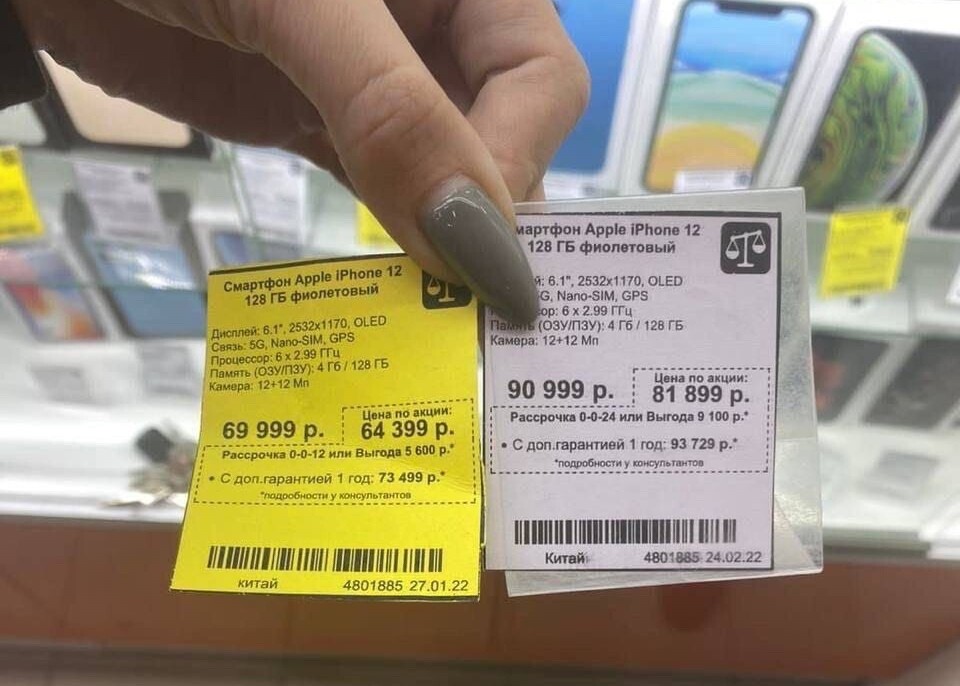 Смартфон Apple iPhone 12
128 ГБ фиолетовый
Дисплей: 6.1", 2532x1170, OLED
Связь: 5G, Nano-SIM, GPS
Процессор: 6 x 2.99 ГГц
Память (ОЗУ/ПЗУ): 4 Гб / 128 ГБ
Камера: 12+12 Мп
69 999 р.
Цена по акции:
64 399 р.
Рассрочка 0-0-12 или Выгода 5 600 р.*
• С доп.гарантией 1 год: 73 499 р.*
*подробности у консультантов
китай 4801885 27.01.22
мартфон Apple iPhone 12
128 ГБ фиолетовый
й: 6.1", 2532x1170, OLED
G, Nano-SIM, GPS
ор: 6 x 2.99 ГГц
Память (ОЗУ/ПЗУ): 4 Гб / 128 ГБ
Камера: 12+12 Мп
90 999 р.
Цена по акции:
81 899 р.
Рассрочка 0-0-24 или Выгода 9 100 р.*
• С доп.гарантией 1 год: 93 729 р.*
*подробности у консультантов
Китай 4801885 24.02.22